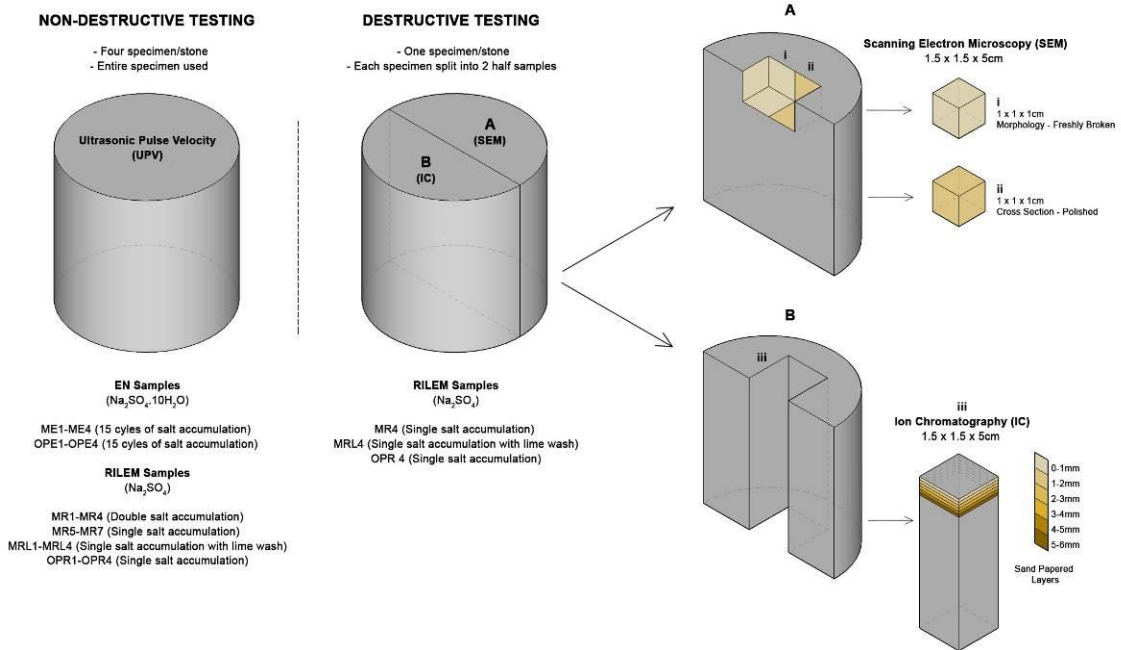 NON-DESTRUCTIVE TESTING
- Four specimen/stone
- Entire specimen used
Ultrasonic Pulse Velocity
(UPV)
EN Samples
(Na₂SO₄.10H₂O)
ME1-ME4 (15 cyles of salt accumulation)
OPE1-OPE4 (15 cyles of salt accumulation)
RILEM Samples
(Na₂SO₄)
MR1-MR4 (Double salt accumulation)
MR5-MR7 (Single salt accumulation)
MRL1-MRL4 (Single salt accumulation with lime wash)
OPR1-OPR4 (Single salt accumulation)
DESTRUCTIVE TESTING
- One specimen/stone
- Each specimen split into 2 half samples
A
(SEM)
B
(IC)
RILEM Samples
(Na₂SO₄)
MR4 (Single salt accumulation)
MRL4 (Single salt accumulation with lime wash)
OPR 4 (Single salt accumulation)
A
i
ii
Scanning Electron Microscopy (SEM)
1.5 x 1.5 x 5cm
i
1 x 1 x 1cm
Morphology - Freshly Broken
ii
1 x 1 x 1cm
Cross Section - Polished
B
iii
iii
Ion Chromatography (IC)
1.5 x 1.5 x 5cm
0-1mm
1-2mm
2-3mm
3-4mm
4-5mm
5-6mm
Sand Papered
Layers